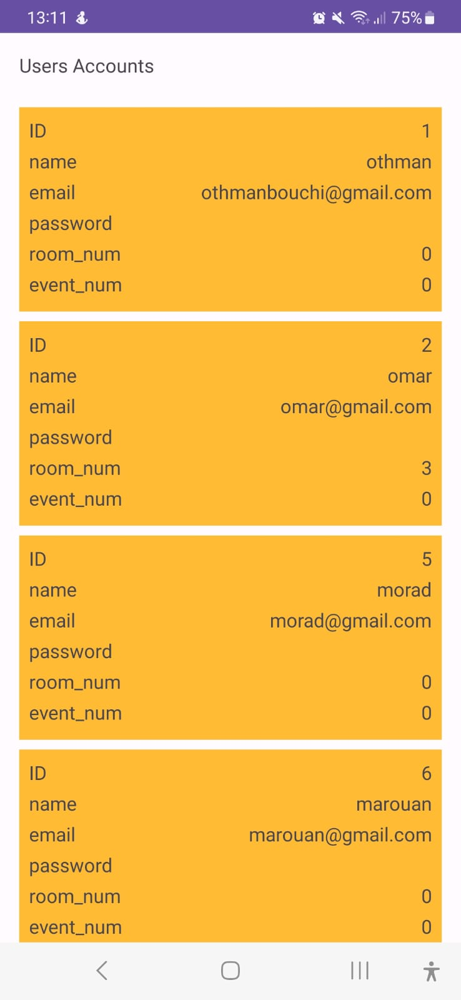 13:11 75%
Users Accounts
ID 1
name othman
email othmanbouchi@gmail.com
password
room_num 0
event_num 0
ID 2
name omar
email omar@gmail.com
password
room_num 3
event_num 0
ID 5
name morad
email morad@gmail.com
password
room_num 0
event_num 0
ID 6
name marouan
email marouan@gmail.com
password
room_num 0
event_num 0